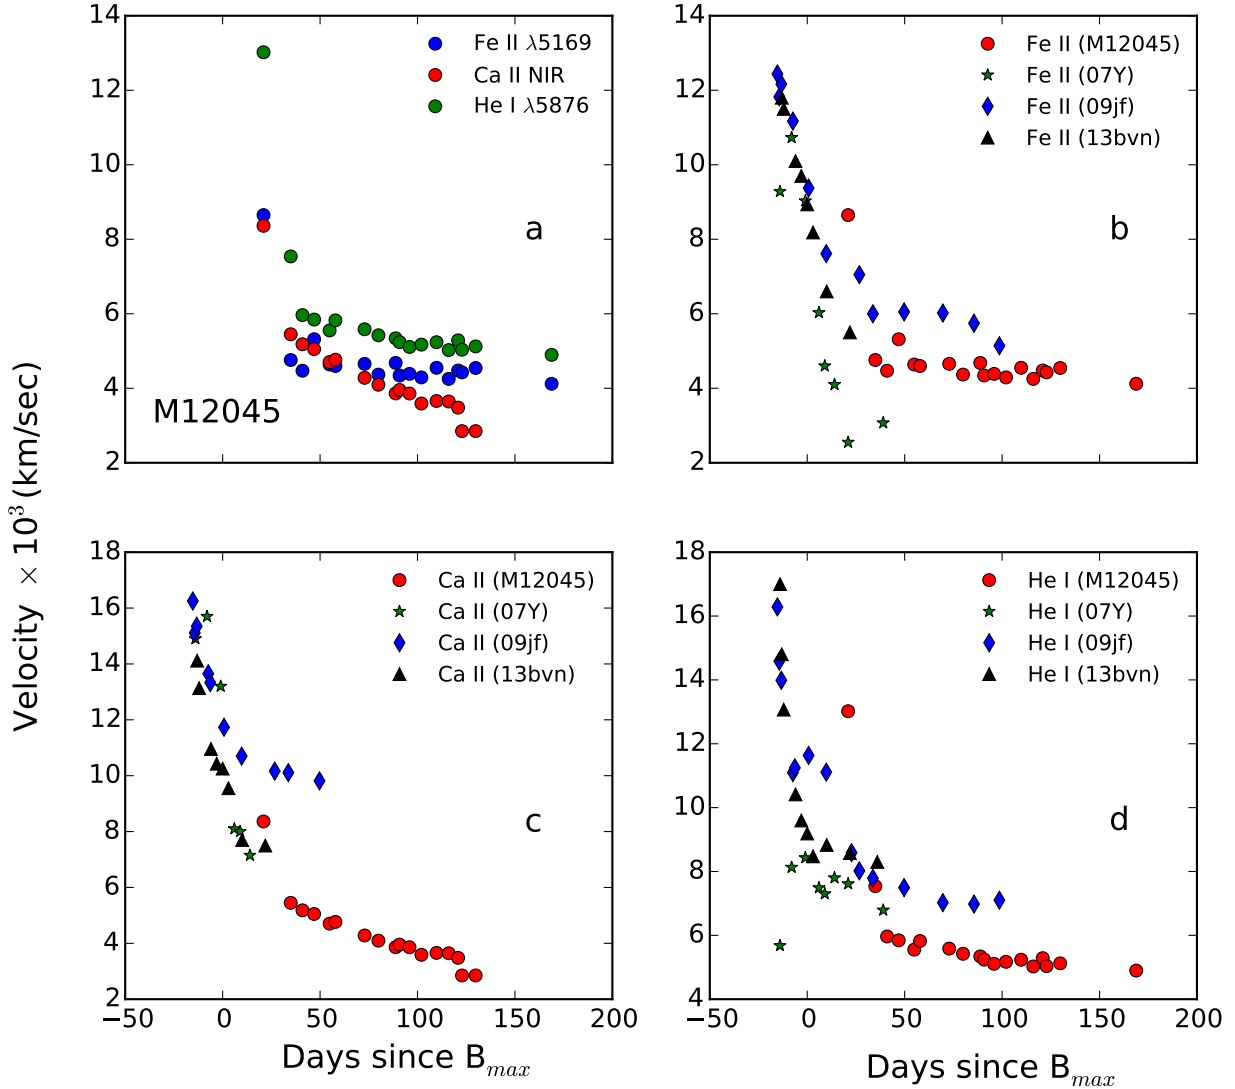 14
12
10
8
6
4
2
Fe II λ5169
Ca II NIR
He I λ5876
a
M12045
14
12
10
8
6
4
2
Fe II (M12045)
Fe II (07Y)
Fe II (09jf)
Fe II (13bvn)
b
Velocity × 10³ (km/sec)
18
16
14
12
10
8
6
4
2
Ca II (M12045)
Ca II (07Y)
Ca II (09jf)
Ca II (13bvn)
c
−50 0 50 100 150 200
Days since Bmax
18
16
14
12
10
8
6
4
He I (M12045)
He I (07Y)
He I (09jf)
He I (13bvn)
d
−50 0 50 100 150 200
Days since Bmax